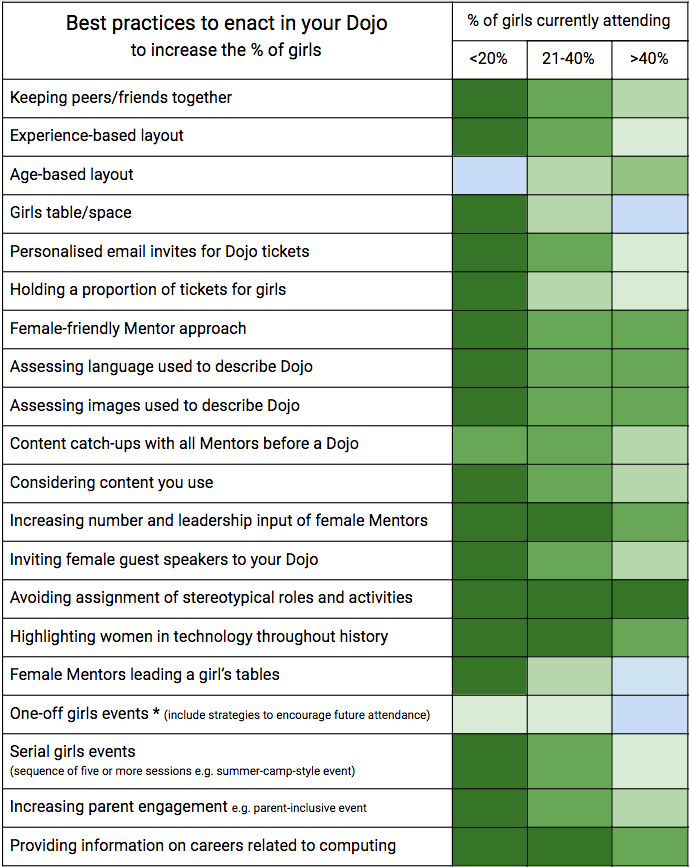 Best practices to enact in your Dojo
to increase the % of girls
% of girls currently attending
<20%
21-40%
>40%
Keeping peers/friends together
Experience-based layout
Age-based layout
Girls table/space
Personalised email invites for Dojo tickets
Holding a proportion of tickets for girls
Female-friendly Mentor approach
Assessing language used to describe Dojo
Assessing images used to describe Dojo
Content catch-ups with all Mentors before a Dojo
Considering content you use
Increasing number and leadership input of female Mentors
Inviting female guest speakers to your Dojo
Avoiding assignment of stereotypical roles and activities
Highlighting women in technology throughout history
Female Mentors leading a girl's tables
One-off girls events * (include strategies to encourage future attendance)
Serial girls events
(sequence of five or more sessions e.g. summer-camp-style event)
Increasing parent engagement e.g. parent-inclusive event
Providing information on careers related to computing